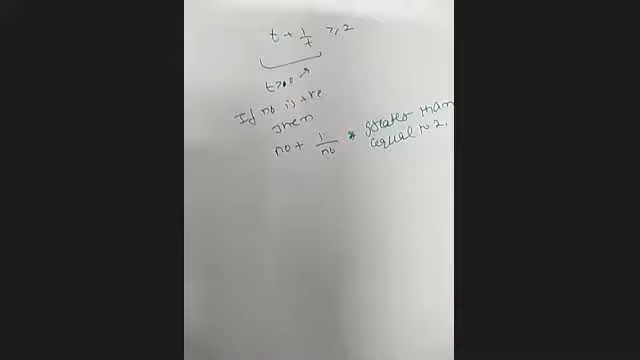 t + 1/t ≥ 2
t>0
If no is +ve
then
no + 1/no greater than
equal to 2.